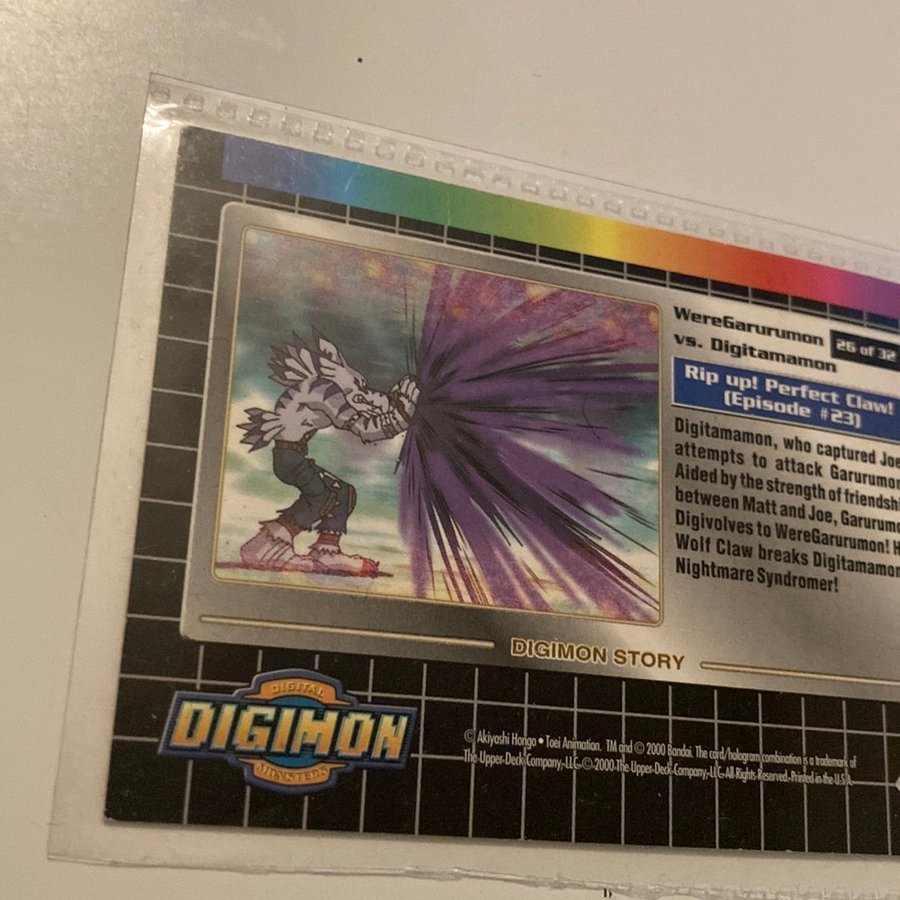 WereGarurumon
vs. Digitamamon
26 of 32
Rip up! Perfect Claw!
(Episode #23)
Digitamamon, who captured Joe
attempts to attack Garurumon
Aided by the strength of friendshi
between Matt and Joe, Garurumo
Digivolves to WereGarurumon! H
Wolf Claw breaks Digitamamon
Nightmare Syndromer!
DIGIMON STORY
DIGITAL
DIGIMON
MONSTERS
© Akiyoshi Hongo • Toei Animation. TM and © 2000 Bandai. The card/hologram combination is a trademark of
The Upper Deck Company, LLC. © 2000 The Upper Deck Company, LLC. All Rights Reserved. Printed in the U.S.A.